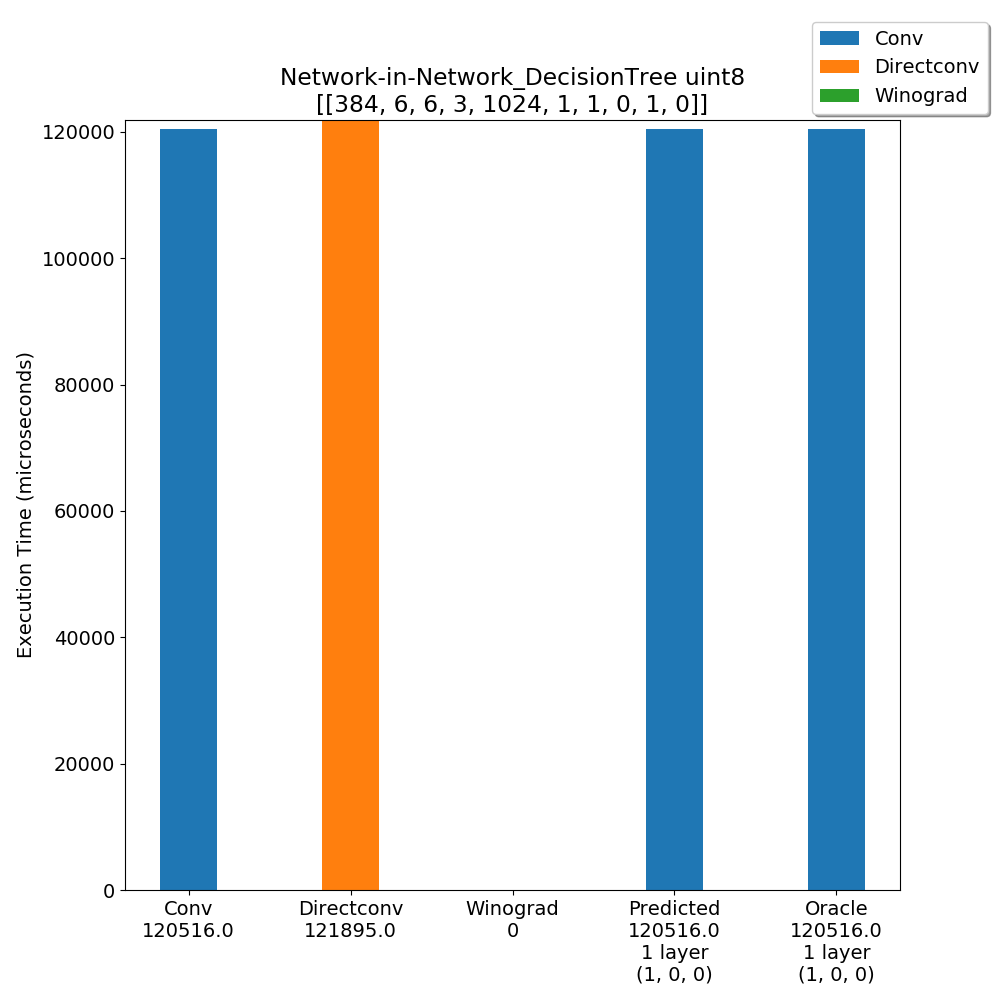 Conv
Directconv
Winograd
Network-in-Network_DecisionTree uint8
[[384, 6, 6, 3, 1024, 1, 1, 0, 1, 0]]
Execution Time (microseconds)
120000
100000
80000
60000
40000
20000
0
Conv
120516.0
Directconv
121895.0
Winograd
0
Predicted
120516.0
1 layer
(1, 0, 0)
Oracle
120516.0
1 layer
(1, 0, 0)